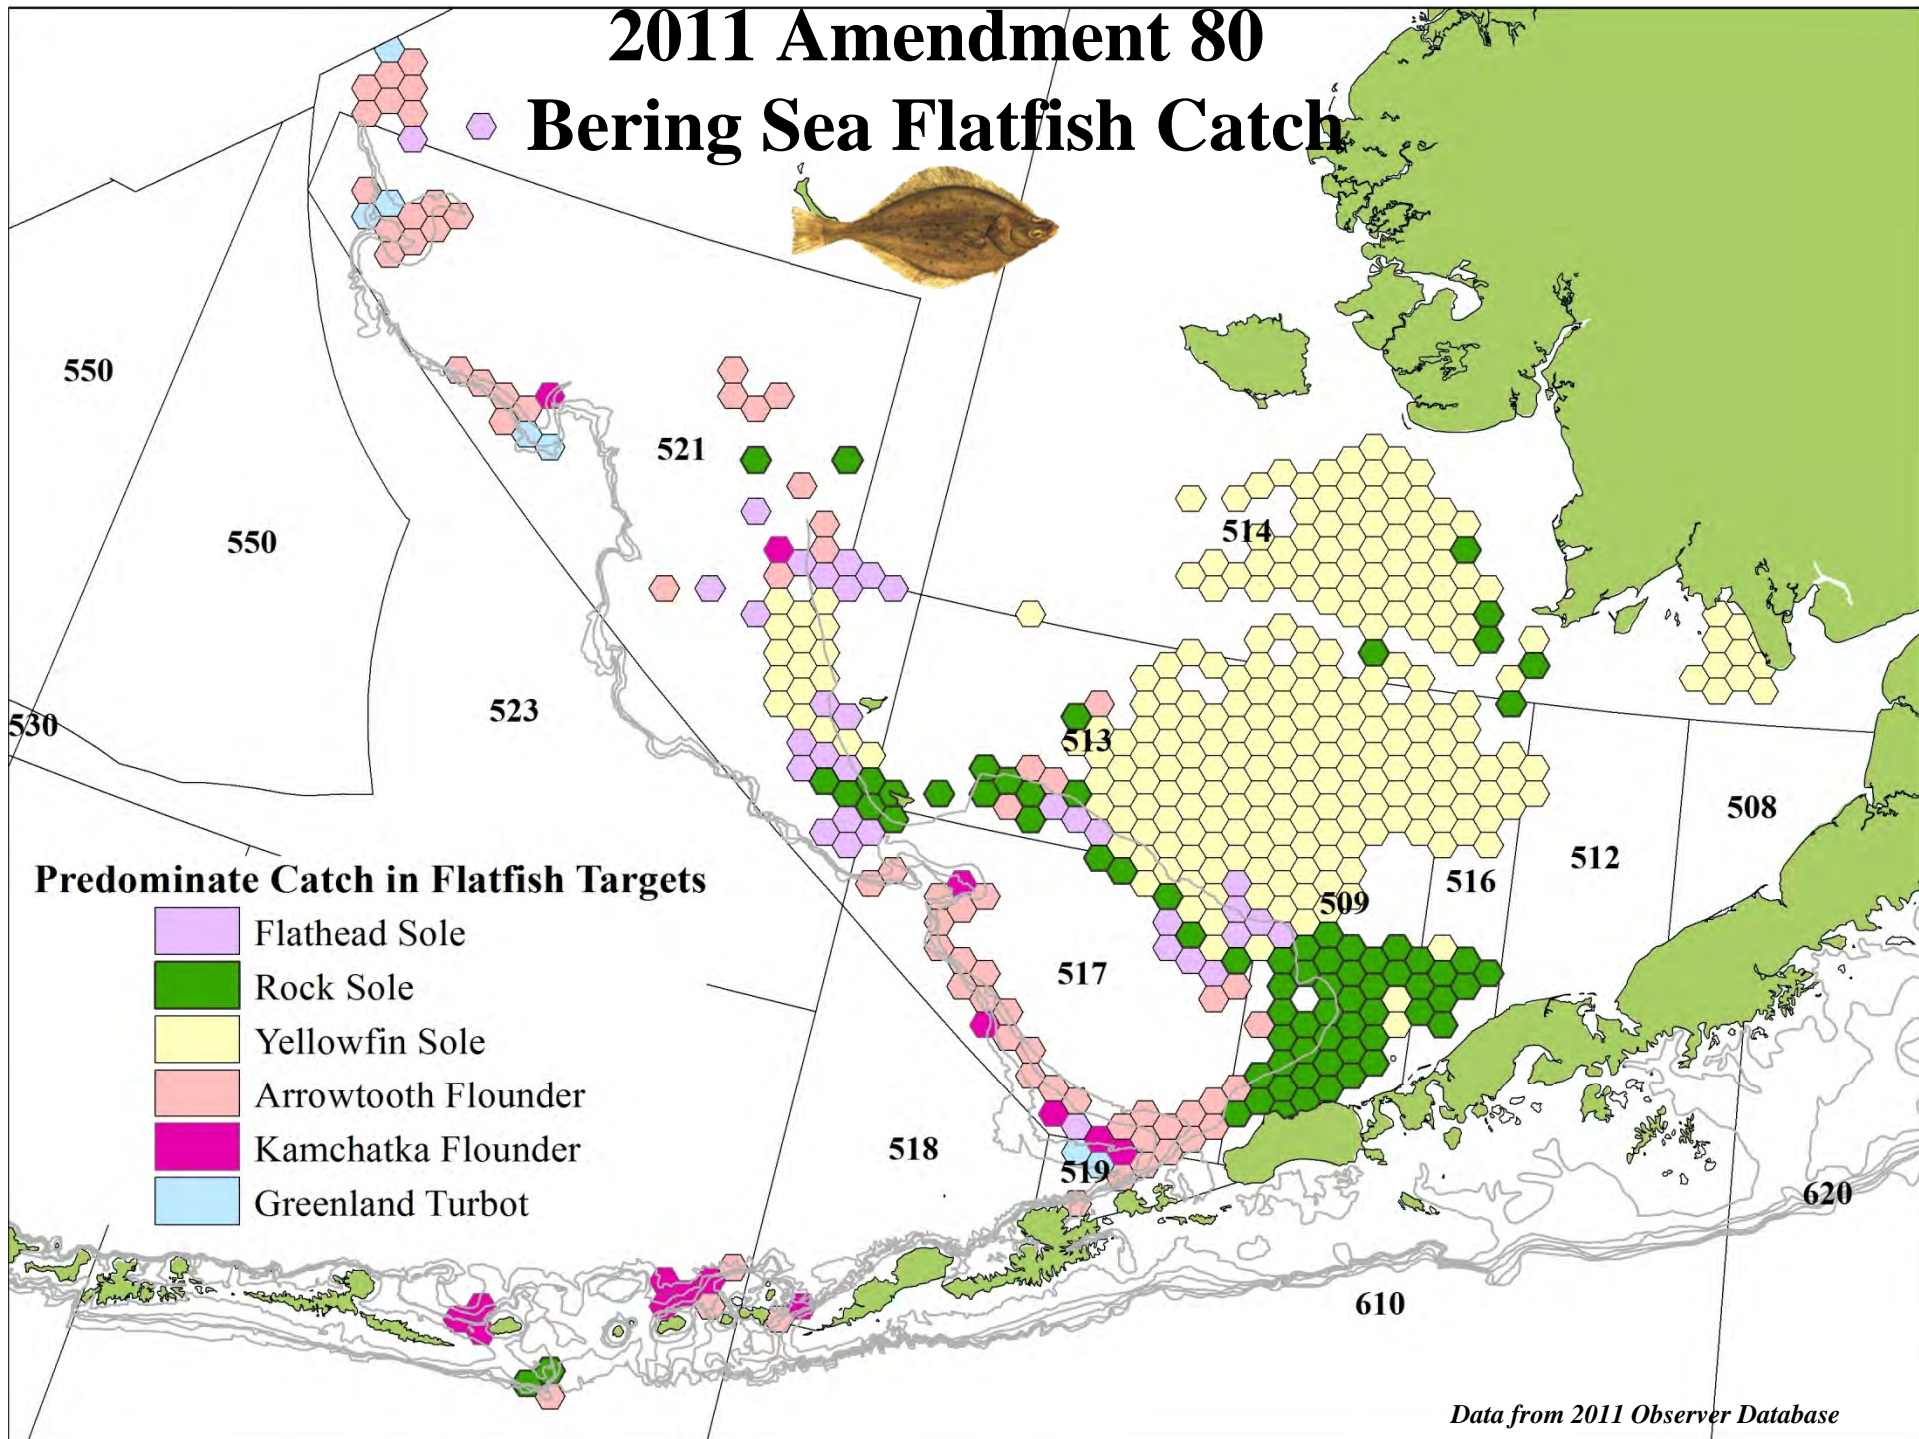 2011 Amendment 80
Bering Sea Flatfish Catch
550
521
514
550
530
523
513
508
512
516
509
517
518
519
620
610
Predominate Catch in Flatfish Targets
Flathead Sole
Rock Sole
Yellowfin Sole
Arrowtooth Flounder
Kamchatka Flounder
Greenland Turbot
Data from 2011 Observer Database